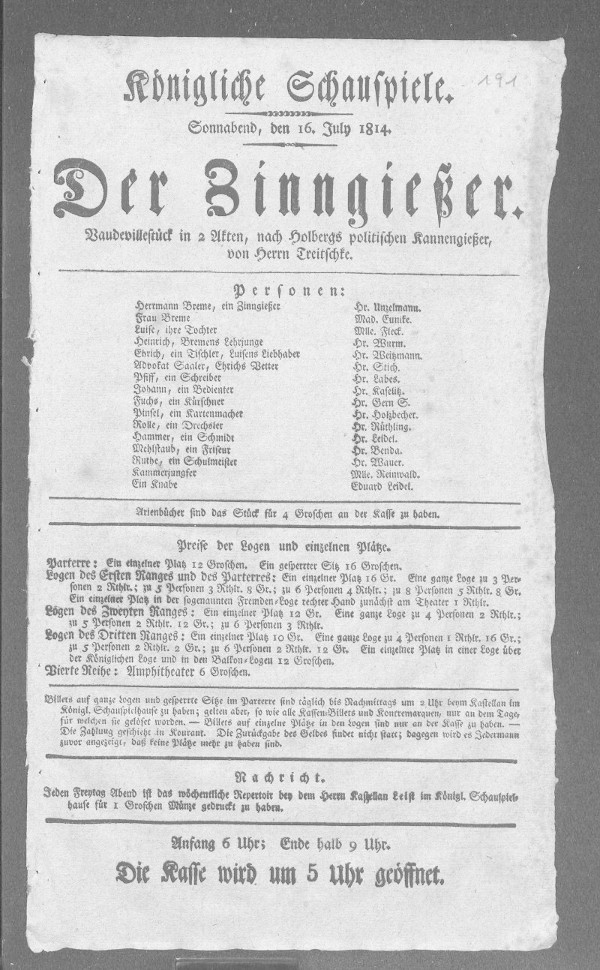 191
Königliche Schauspiele.
Sonnabend, den 16. July 1814.
Der Zinngießer.
Vaudevillestück in 2 Akten, nach Holbergs politischen Kannengießer,
von Herrn Treitschke.
Personen:
Herrmann Breme, ein Zinngießer Hr. Unzelmann.
Frau Breme Mad. Eunike.
Luise, ihre Tochter Mlle. Fleck.
Heinrich, Bremens Lehrjunge Hr. Wurm.
Ehrich, ein Tischler, Luisens Liebhaber Hr. Weitzmann.
Advokat Saaler, Ehrichs Vetter Hr. Stich.
Pfiff, ein Schreiber Hr. Labes.
Johann, ein Bedienter Hr. Kaselitz.
Fuchs, ein Kürschner Hr. Gern S.
Pinsel, ein Kartenmacher Hr. Holzbecher.
Rolle, ein Drechsler Hr. Rüthling.
Hammer, ein Schmidt Hr. Leidel.
Mehlstaub, ein Friseur Hr. Benda.
Ruthe, ein Schulmeister Hr. Wauer.
Kammerjungfer Mlle. Reinwald.
Ein Knabe Eduard Leidel.
Arienbücher sind das Stück für 4 Groschen an der Kasse zu haben.
Preise der Logen und einzelnen Plätze.
Parterre: Ein einzelner Platz 12 Groschen. Ein gesperrter Sitz 16 Groschen.
Logen des Ersten Ranges und des Parterres: Ein einzelner Platz 16 Gr. Eine ganze Loge zu 3 Per-
sonen 2 Rthlr.; zu 5 Personen 3 Rthlr. 8 Gr.; zu 6 Personen 4 Rthlr.; zu 8 Personen 5 Rthlr. 8 Gr.
Ein einzelner Platz in der sogenannten Fremden-Loge rechter Hand zunächst am Theater 1 Rthlr.
Logen des Zweyten Ranges: Ein einzelner Platz 12 Gr. Eine ganze Loge zu 4 Personen 2 Rthlr.;
zu 5 Personen 2 Rthlr. 12 Gr.; zu 6 Personen 3 Rthlr.
Logen des Dritten Ranges: Ein einzelner Platz 10 Gr. Eine ganze Loge zu 4 Personen 1 Rthlr. 16 Gr.;
zu 5 Personen 2 Rthlr. 2 Gr.; zu 6 Personen 2 Rthlr. 12 Gr. Ein einzelner Platz in einer Loge über
der Königlichen Loge und in den Balkon-Logen 12 Groschen.
Vierte Reihe: Amphitheater 6 Groschen.
Billets auf ganze Logen und gesperrte Sitze im Parterre sind täglich bis Nachmittags um 2 Uhr beym Kastellan im
Königl. Schauspielhause zu haben; gelten aber, so wie alle Kassen-Billets und Kontremarquen, nur an dem Tage,
für welchen sie gelöset worden. — Billets auf einzelne Plätze in den Logen sind nur an der Kasse zu haben. —
Die Zahlung geschieht in Kourant. Die Zurückgabe des Geldes findet nicht statt; dagegen wird es Jedermann
zuvor angezeigt, daß keine Plätze mehr zu haben sind.
Nachricht.
Jeden Freytag Abend ist das wöchentliche Repertoir bey dem Herrn Kastellan Leist im Königl. Schauspiel-
hause für 1 Groschen Münze gedruckt zu haben.
Anfang 6 Uhr; Ende halb 9 Uhr.
Die Kasse wird um 5 Uhr geöffnet.